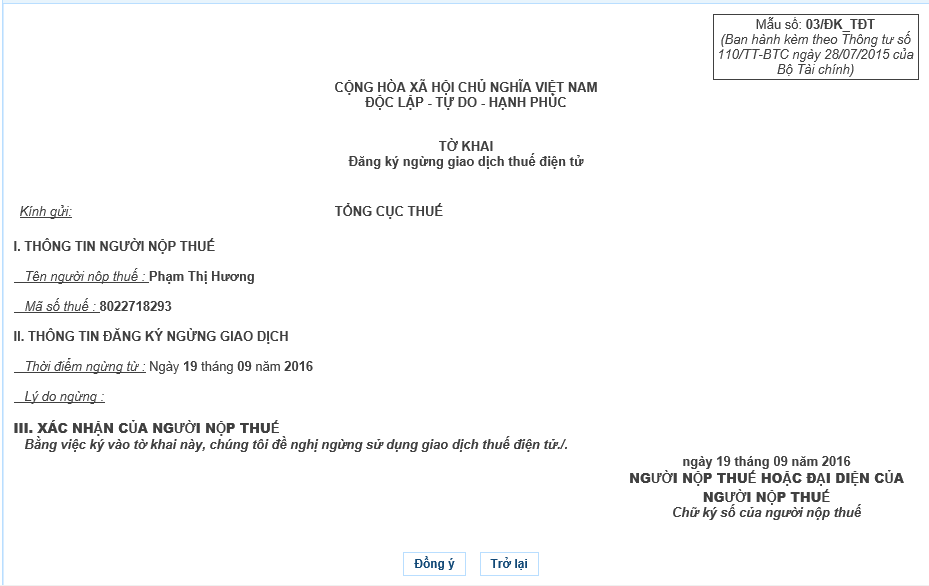 Mẫu số: 03/ĐK_TĐT
(Ban hành kèm theo Thông tư số
110/TT-BTC ngày 28/07/2015 của
Bộ Tài chính)
CỘNG HÒA XÃ HỘI CHỦ NGHĨA VIỆT NAM
ĐỘC LẬP - TỰ DO - HẠNH PHÚC
TỜ KHAI
Đăng ký ngừng giao dịch thuế điện tử
Kính gửi: TỔNG CỤC THUẾ
I. THÔNG TIN NGƯỜI NỘP THUẾ
Tên người nộp thuế : Phạm Thị Hương
Mã số thuế : 8022718293
II. THÔNG TIN ĐĂNG KÝ NGỪNG GIAO DỊCH
Thời điểm ngừng từ : Ngày 19 tháng 09 năm 2016
Lý do ngừng :
III. XÁC NHẬN CỦA NGƯỜI NỘP THUẾ
Bằng việc ký vào tờ khai này, chúng tôi đề nghị ngừng sử dụng giao dịch thuế điện tử./.
ngày 19 tháng 09 năm 2016
NGƯỜI NỘP THUẾ HOẶC ĐẠI DIỆN CỦA
NGƯỜI NỘP THUẾ
Chữ ký số của người nộp thuế
Đồng ý Trở lại